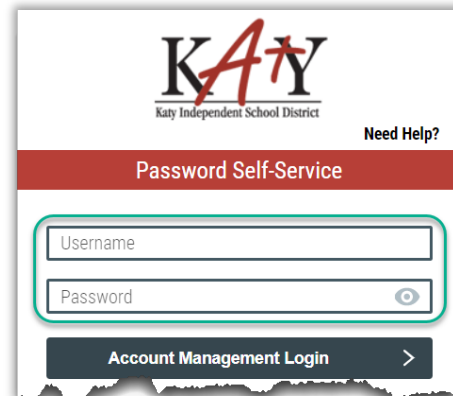 KAtY
Katy Independent School District
Need Help?
Password Self-Service
Username
Password
Account Management Login